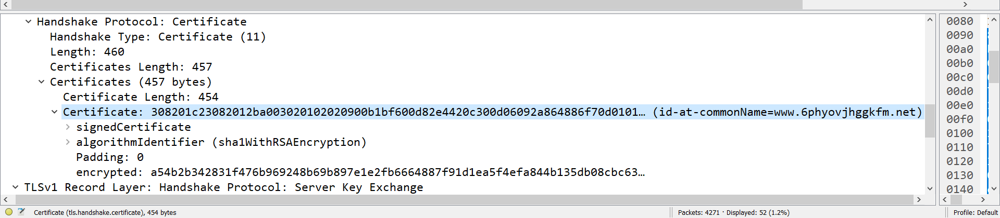 Handshake Protocol: Certificate
Handshake Type: Certificate (11)
Length: 460
Certificates Length: 457
Certificates (457 bytes)
Certificate Length: 454
Certificate: 308201c23082012ba003020102020900b1bf600d82e4420c300d06092a864886f70d0101… (id-at-commonName=www.6phyovjhggkfm.net)
signedCertificate
algorithmIdentifier (sha1WithRSAEncryption)
Padding: 0
encrypted: a54b2b342831f476b969248b69b897e1e2fb6664887f91d1ea5f4efa844b135db08cbc63…
TLSv1 Record Layer: Handshake Protocol: Server Key Exchange
0080
0090
00a0
00b0
00c0
00d0
00e0
00f0
0100
0110
0120
0130
0140
Certificate (tls.handshake.certificate), 454 bytes
Packets: 4271 · Displayed: 52 (1.2%)
Profile: Default